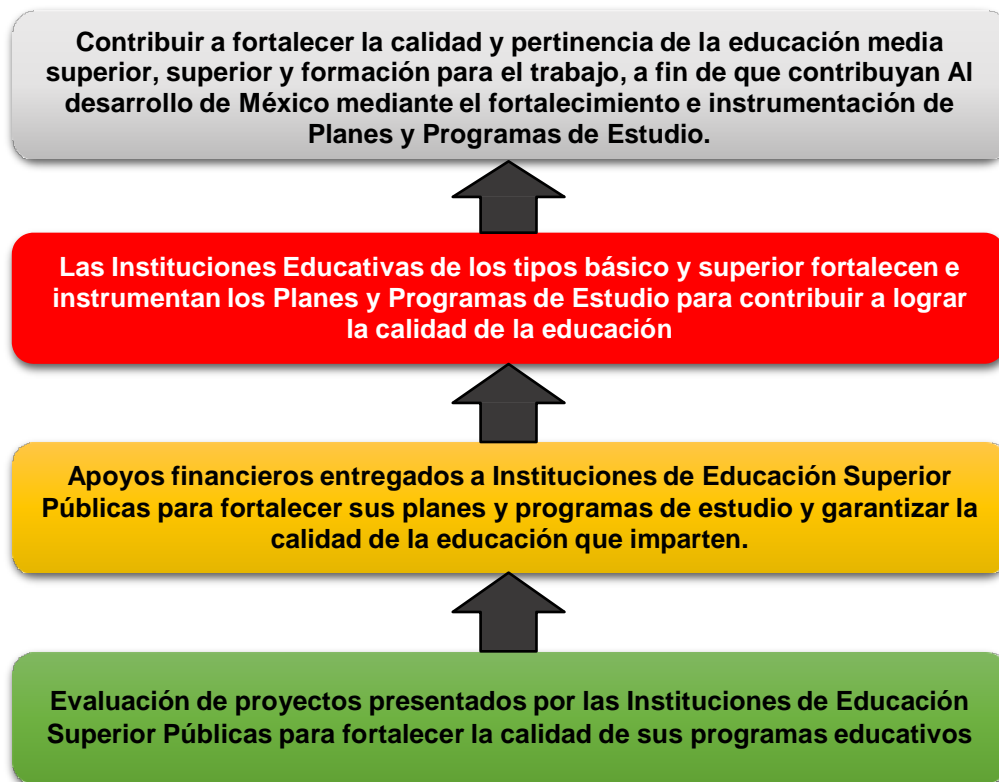 Contribuir a fortalecer la calidad y pertinencia de la educación media
superior, superior y formación para el trabajo, a fin de que contribuyan Al
desarrollo de México mediante el fortalecimiento e instrumentación de
Planes y Programas de Estudio.
Las Instituciones Educativas de los tipos básico y superior fortalecen e
instrumentan los Planes y Programas de Estudio para contribuir a lograr
la calidad de la educación
Apoyos financieros entregados a Instituciones de Educación Superior
Públicas para fortalecer sus planes y programas de estudio y garantizar la
calidad de la educación que imparten.
Evaluación de proyectos presentados por las Instituciones de Educación
Superior Públicas para fortalecer la calidad de sus programas educativos